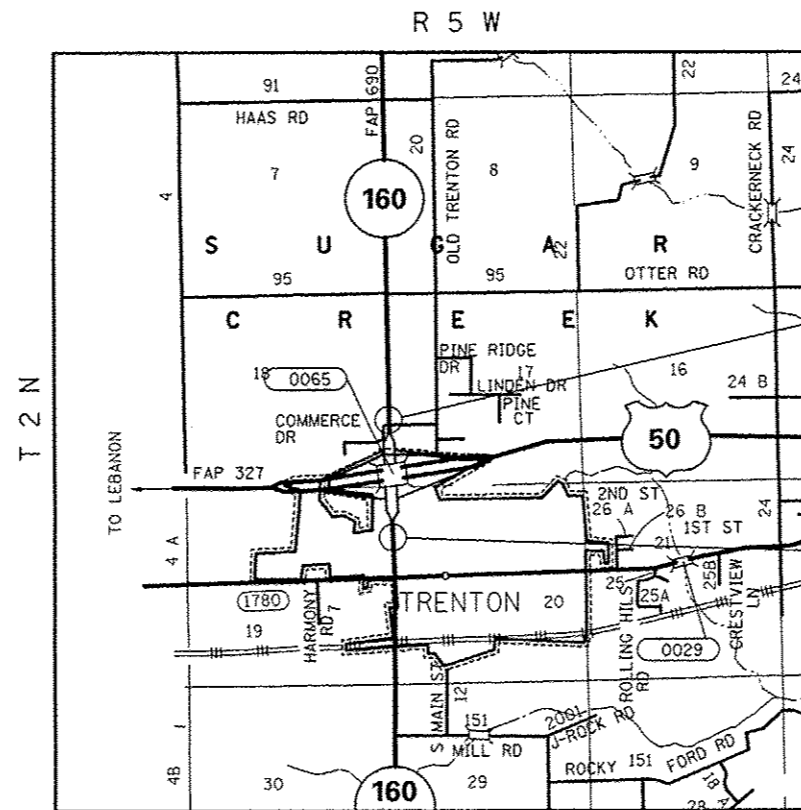 R 5 W
T 2 N
91
HAAS RD
FAP 690
20
OLD TRENTON RD
22
24
CRACKERNECK RD
24
4
7
160
8
9
S U G A R
22
95
95
OTTER RD
C R E E K
PINE RIDGE
DR
17
16
18
0065
LINDEN DR
PINE
CT
24 B
COMMERCE
DR
50
TO LEBANON
FAP 327
2ND ST
26 A
26 B
1ST ST
24
4 A
21
25
25B
1780
HARMONY
RD 7
TRENTON
20
25A
ROLLING HILS
RD
CRESTVIEW
LN
19
0029
S MAIN ST
12
1
151
MILL RD
2001
J-ROCK RD
4B
30
160
29
ROCKY
151
FORD RD
18 A
28